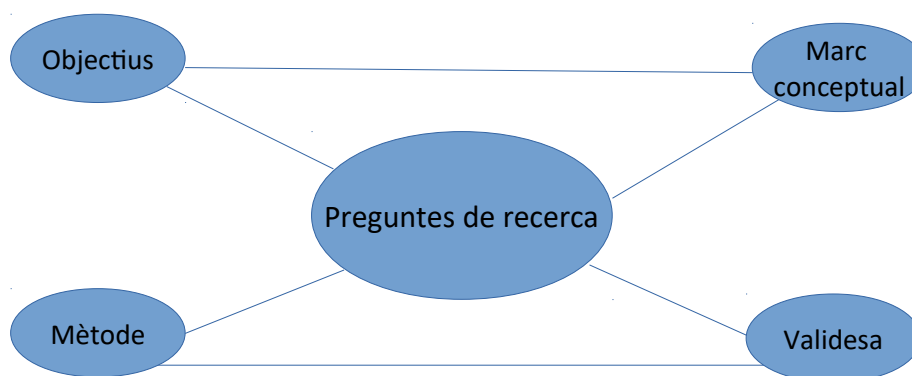 Objectius
Marc
conceptual
Preguntes de recerca
Mètode
Validesa